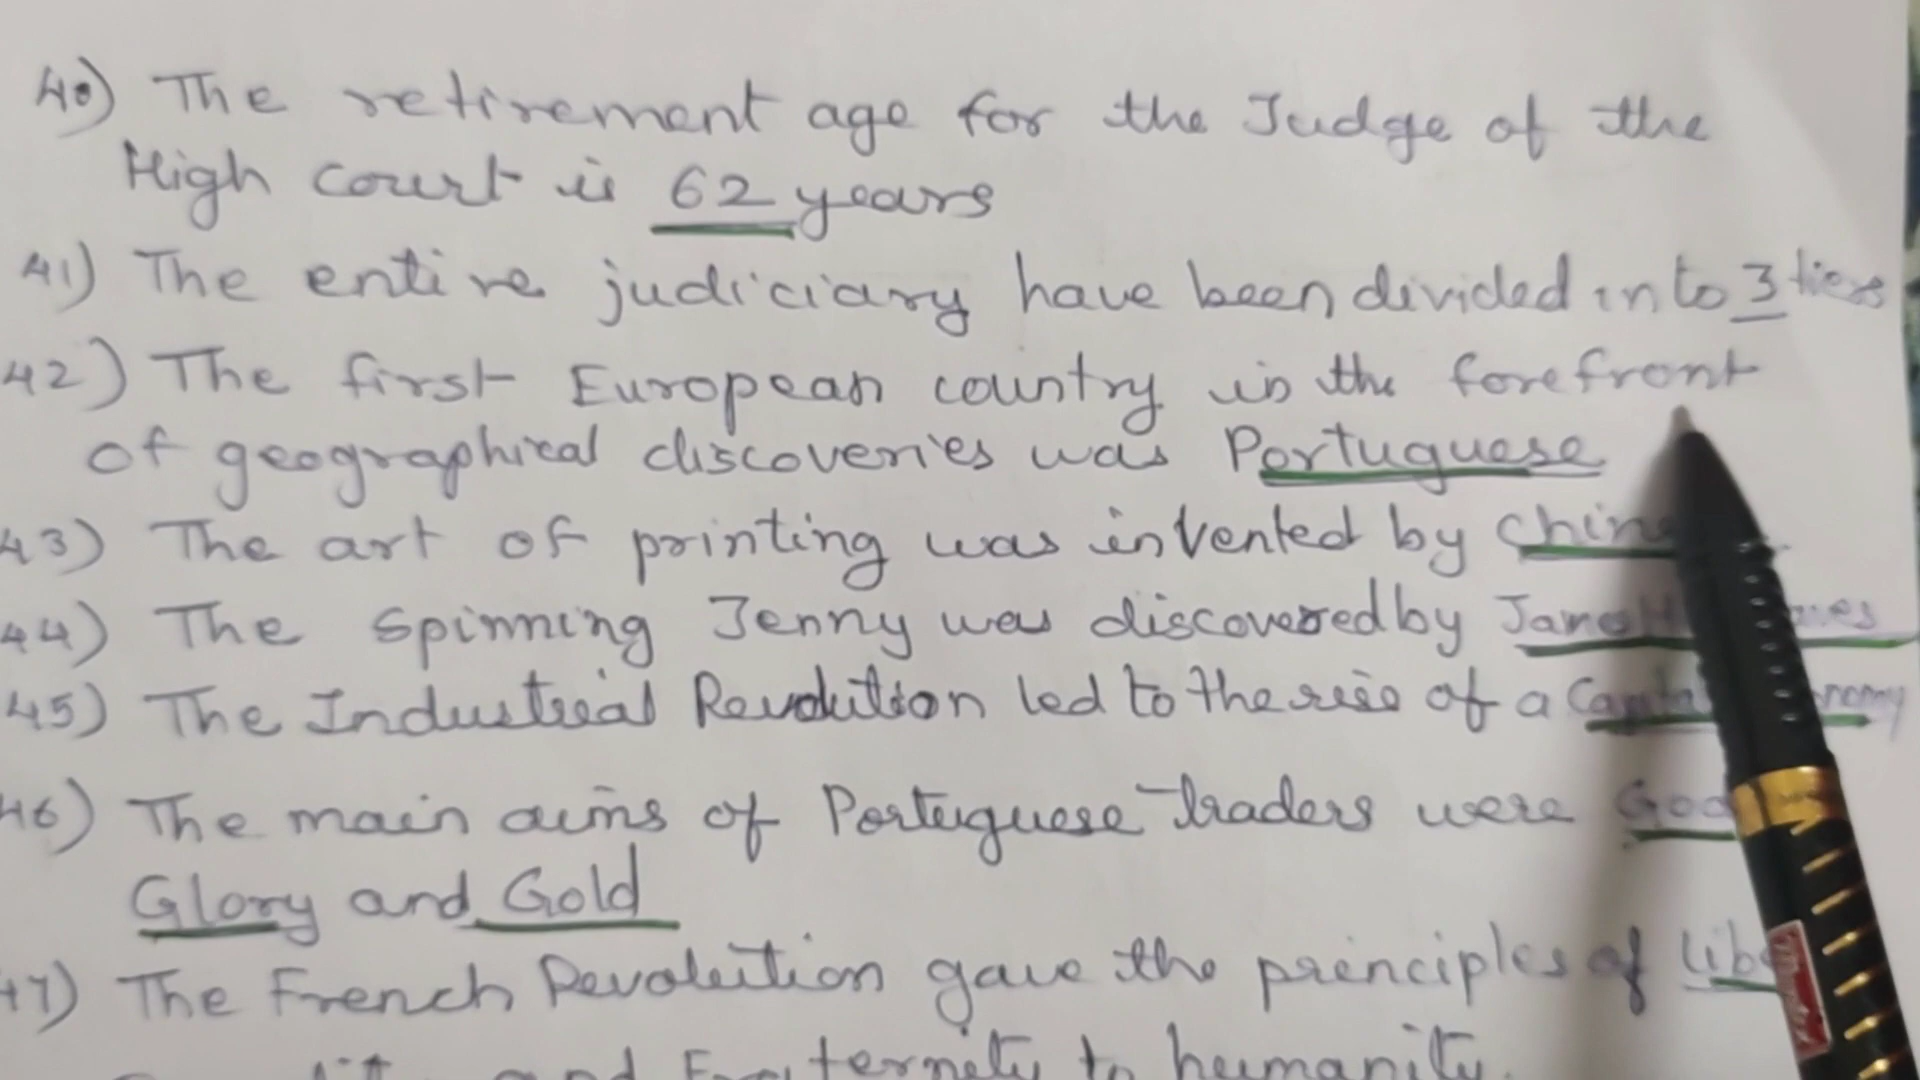 40) The retirement age for the Judge of the
High court is 62 years
41) The entire judiciary have been divided into 3 tiers
42) The first European country in the forefront
of geographical discoveries was Portuguese
43) The art of printing was invented by
44) The Spinning Jenny was discovered by
45) The Industrial Revolution led to the rise of a
46) The main aims of Portuguese Traders were
Glory and Gold
47) The French Revolution gave the principles of
and Fraternity to humanity.